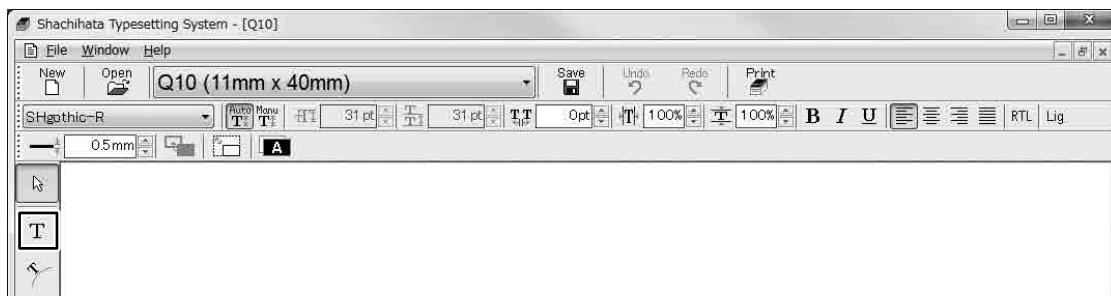 Shachihata Typesetting System - [Q10]
File Window Help
New Open Q10 (11mm x 40mm) Save Undo Redo Print
SHgothic-R Auto T Manu T 31 pt 31 pt T.T 0pt T 100% T 100% B I U RTL Lig
0.5mm A
T
T